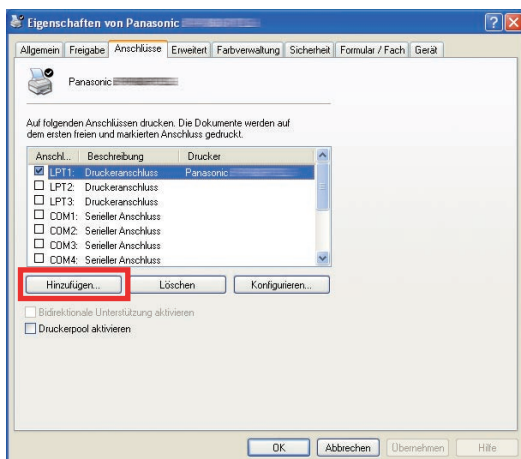 Eigenschaften von Panasonic
Allgemein Freigabe Anschlüsse Erweitert Farbverwaltung Sicherheit Formular / Fach Gerät
Panasonic
Auf folgenden Anschlüssen drucken. Die Dokumente werden auf
dem ersten freien und markierten Anschluss gedruckt.
Anschl... Beschreibung Drucker
LPT1: Druckeranschluss Panasonic
LPT2: Druckeranschluss
LPT3: Druckeranschluss
COM1: Serieller Anschluss
COM2: Serieller Anschluss
COM3: Serieller Anschluss
COM4: Serieller Anschluss
Hinzufügen... Löschen Konfigurieren...
Bidirektionale Unterstützung aktivieren
Druckerpool aktivieren
OK Abbrechen Übernehmen Hilfe